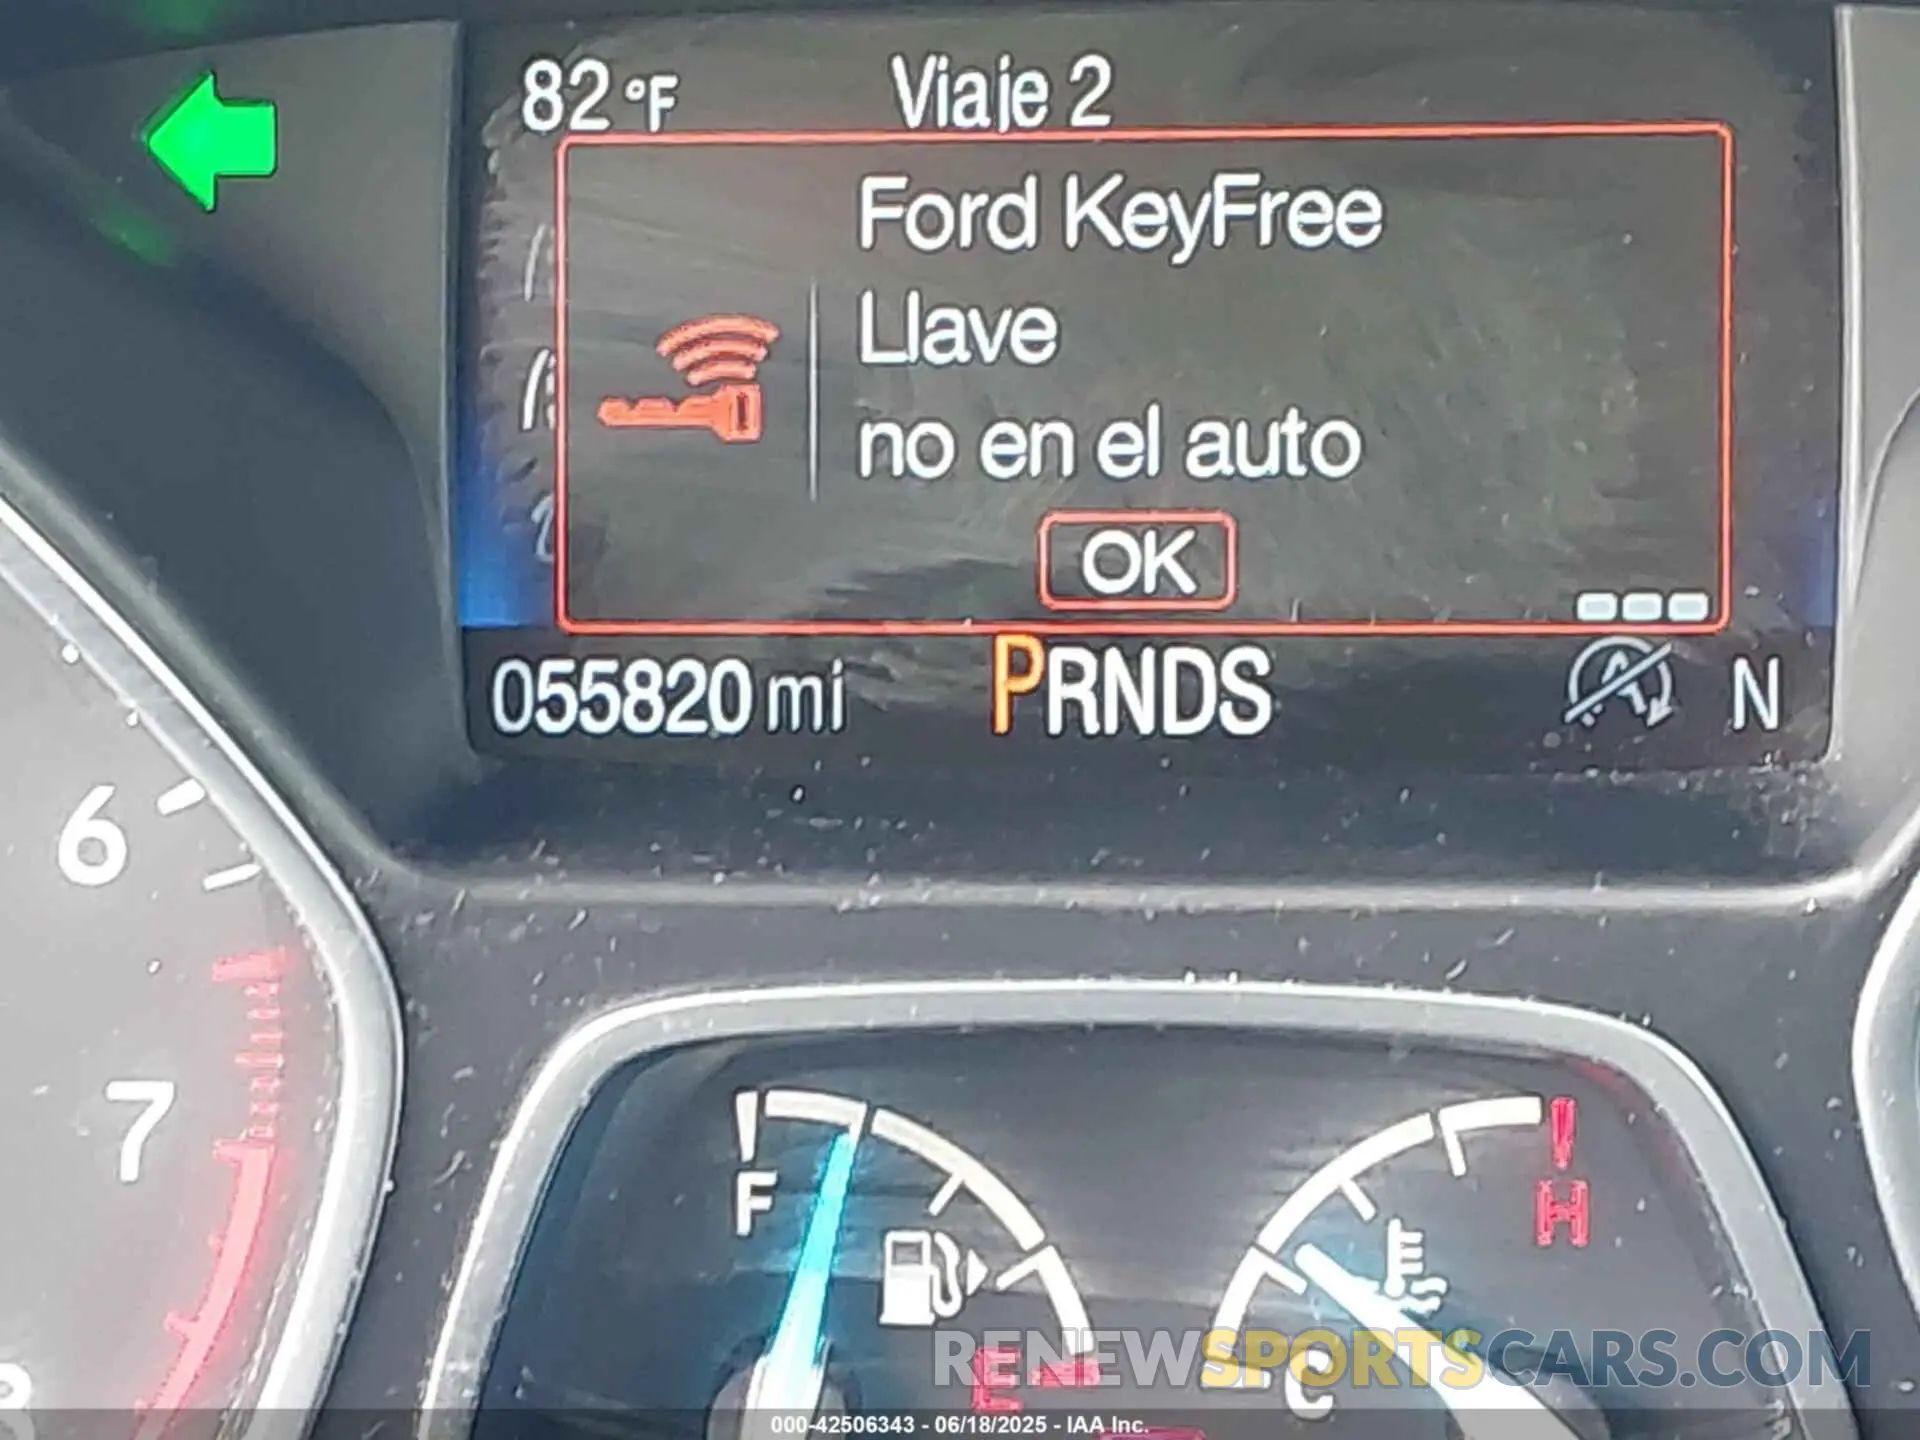 82 °F Viaje 2
Ford KeyFree
Llave
no en el auto
OK
055820 mi PRNDS A N
6
7
8
F H
E C
RENEWSPORTSCARS.COM
000-42506343 - 06/18/2025 - IAA Inc.